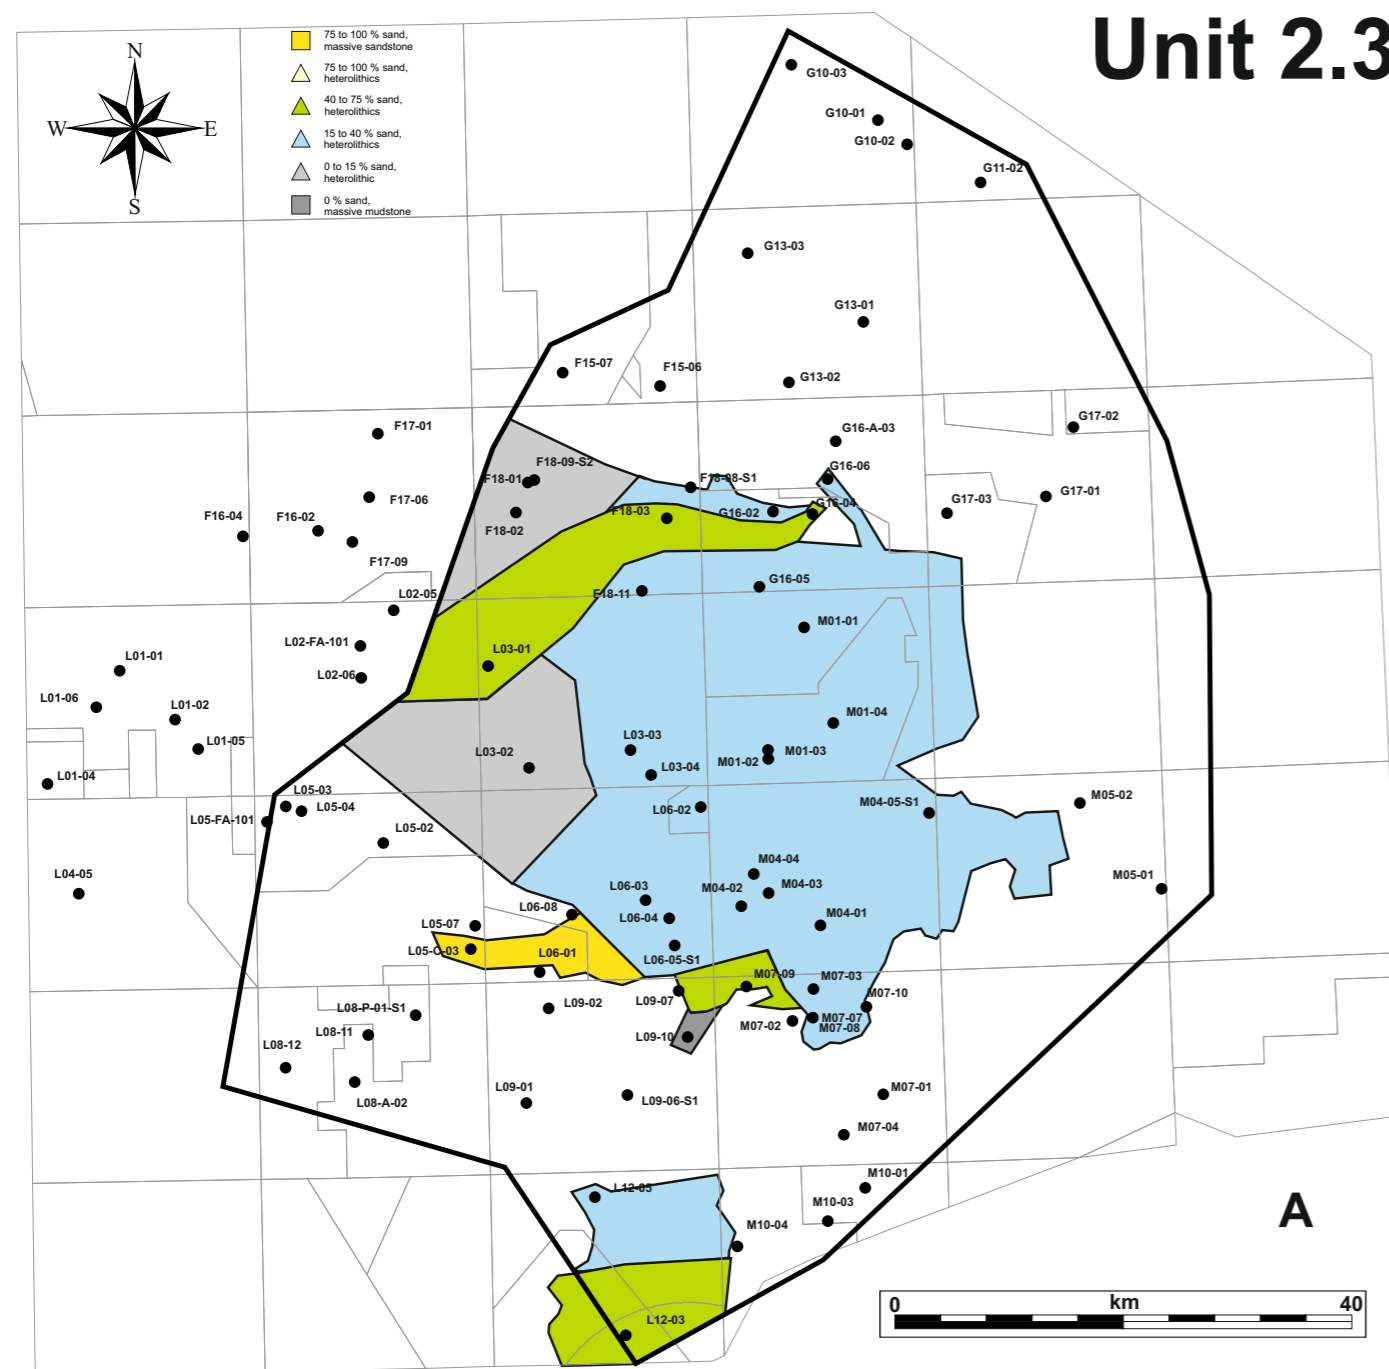 Unit 2.3
N
W
E
S
75 to 100 % sand,
massive sandstone
75 to 100 % sand,
heterolithics
40 to 75 % sand,
heterolithics
15 to 40 % sand,
heterolithics
0 to 15 % sand,
heterolithic
0 % sand,
massive mudstone
G10-03
G10-01
G10-02
G11-02
G13-03
G13-01
F15-07
F15-06
G13-02
G17-02
F17-01
G16-A-03
F18-09-S2
F18-01
F18-08-S1
G16-06
F17-06
G17-01
G17-03
F16-04
F16-02
F18-02
F18-03
G16-02
G16-04
F17-09
L02-05
F18-11
G16-05
M01-01
L02-FA-101
L03-01
L01-01
L02-06
L01-06
L01-02
M01-04
L01-05
L03-02
L03-03
M01-03
M01-02
L03-04
L01-04
L05-03
L05-04
L05-FA-101
L06-02
M04-05-S1
M05-02
L05-02
L04-05
M04-04
M05-01
L06-03
M04-02
M04-03
L06-08
L06-04
M04-01
L05-07
L05-C-03
L06-01
L06-05-S1
M07-09
M07-03
L09-07
M07-10
L08-P-01-S1
L09-02
M07-07
M07-02
M07-08
L08-11
L09-10
L08-12
L08-A-02
L09-01
L09-06-S1
M07-01
M07-04
M10-01
L12-05
M10-03
M10-04
A
L12-03
0
km
40